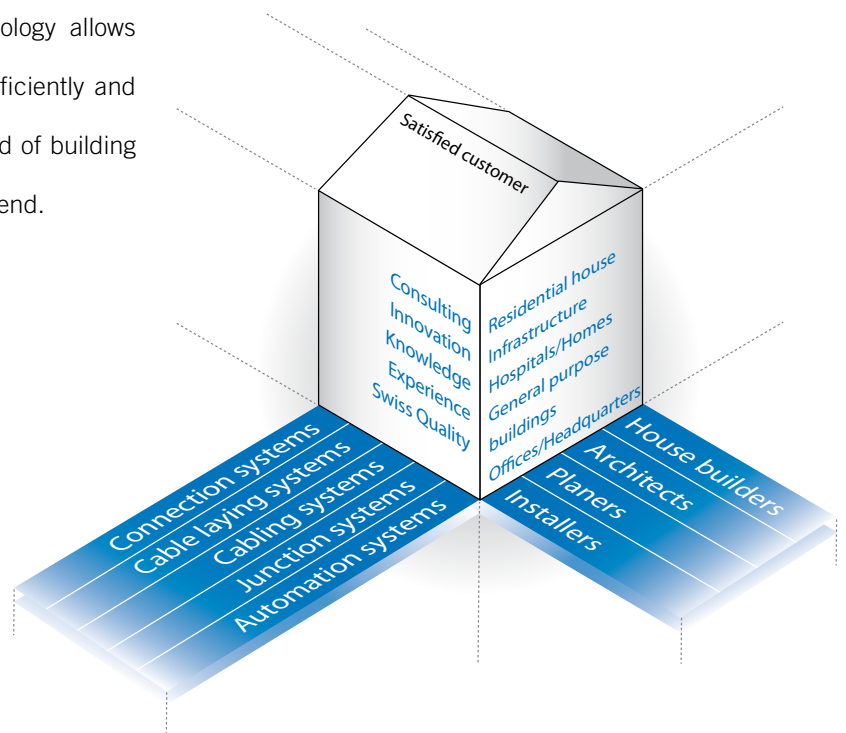 ology allows
ficiently and
d of building
end.
Satisfied customer
Consulting
Innovation
Knowledge
Experience
Swiss Quality
Residential house
Infrastructure
Hospitals/Homes
General purpose
buildings
Offices/Headquarters
Connection systems
Cable laying systems
Cabling systems
Junction systems
Automation systems
House builders
Architects
Planers
Installers